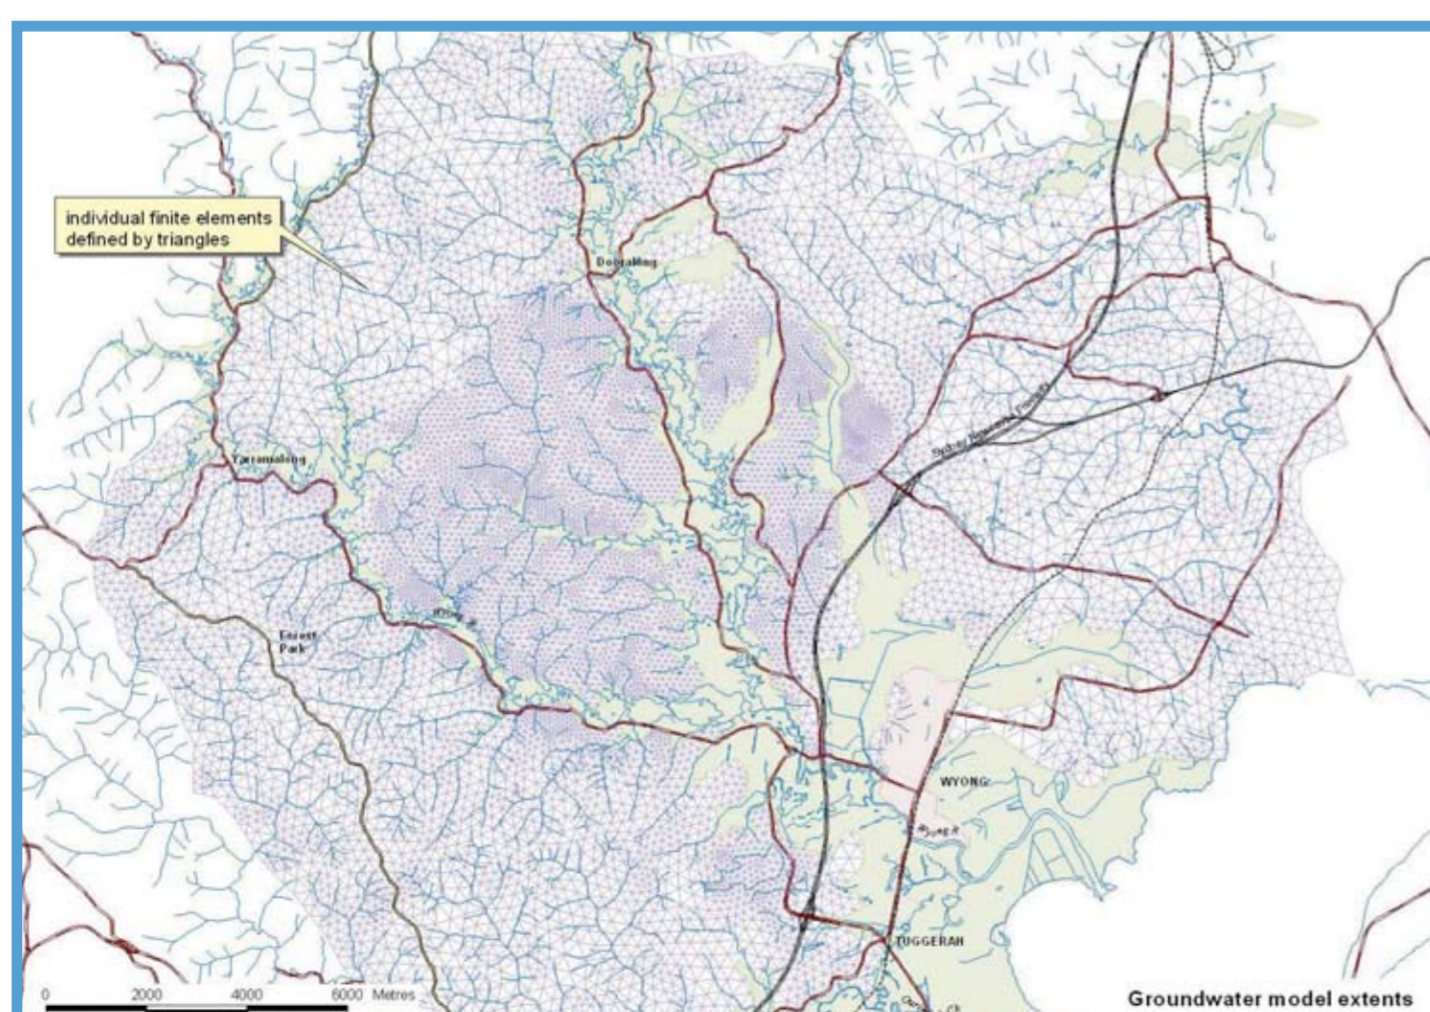 individual finite elements
defined by triangles
Dooralong
Yarramalong
Forest
Park
WYONG
TUGGERAH
0 2000 4000 6000 Metres
Groundwater model extents